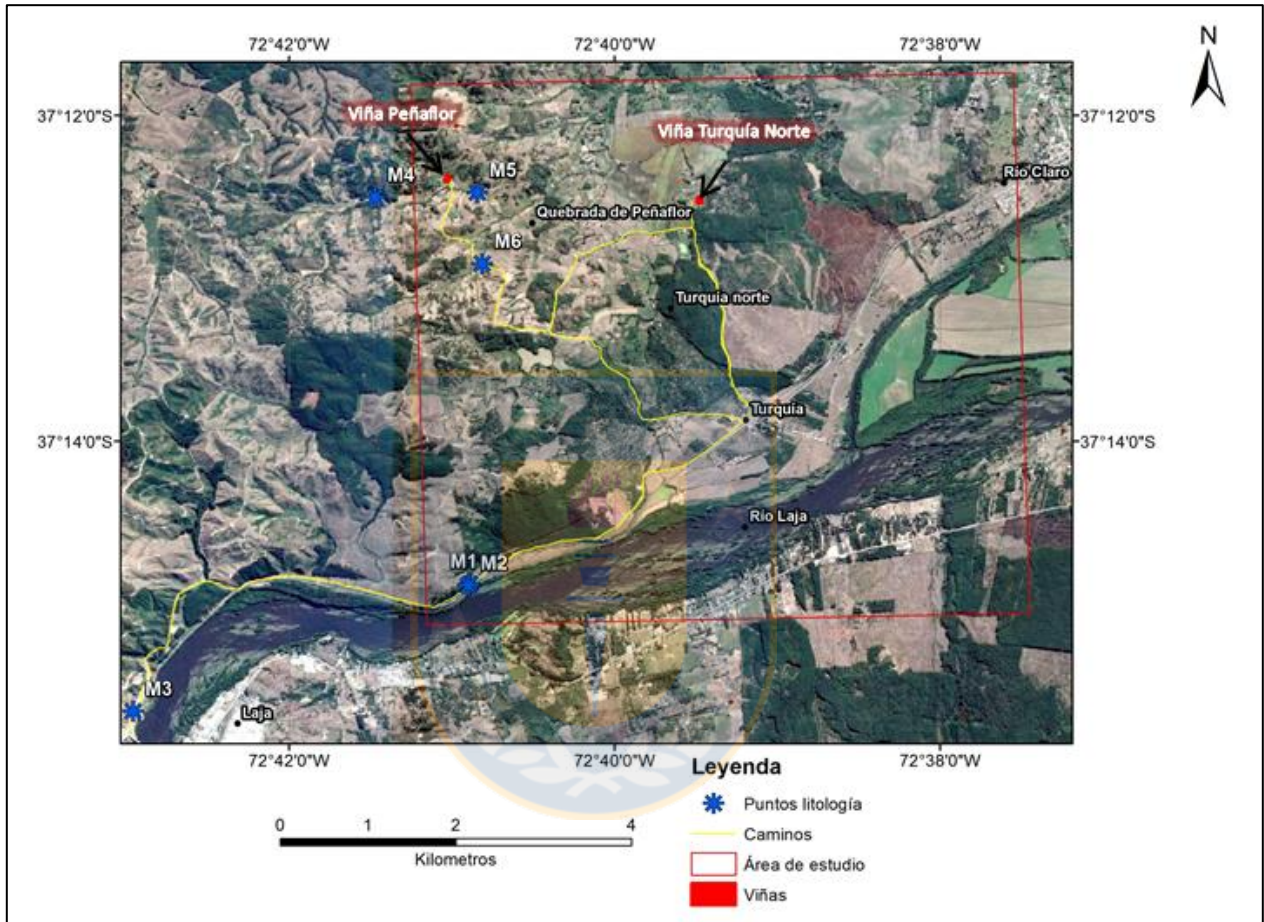 N
72°42'0"W
72°40'0"W
72°38'0"W
37°12'0"S
37°12'0"S
Viña Peñaflor
Viña Turquía Norte
Río Claro
M4
M5
Quebrada de Peñaflor
M6
Turquia norte
Turquía
37°14'0"S
37°14'0"S
Río Laja
M1
M2
M3
Laja
72°42'0"W
72°40'0"W
72°38'0"W
Leyenda
Puntos litología
Caminos
Área de estudio
Viñas
0
1
2
4
Kilometros